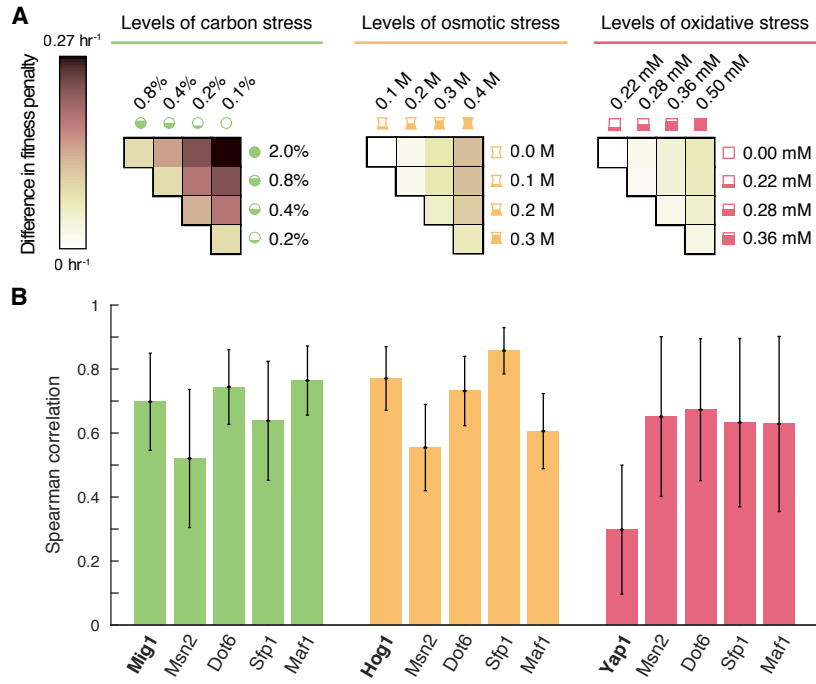 A
Levels of carbon stress
Levels of osmotic stress
Levels of oxidative stress
0.27 hr⁻¹
Difference in fitness penalty
0 hr⁻¹
0.8%
0.4%
0.2%
0.1%
2.0%
0.8%
0.4%
0.2%
0.1 M
0.2 M
0.3 M
0.4 M
0.0 M
0.1 M
0.2 M
0.3 M
0.22 mM
0.28 mM
0.36 mM
0.50 mM
0.00 mM
0.22 mM
0.28 mM
0.36 mM
B
Spearman correlation
1
0.8
0.6
0.4
0.2
0
Mig1
Msn2
Dot6
Sfp1
Maf1
Hog1
Msn2
Dot6
Sfp1
Maf1
Yap1
Msn2
Dot6
Sfp1
Maf1